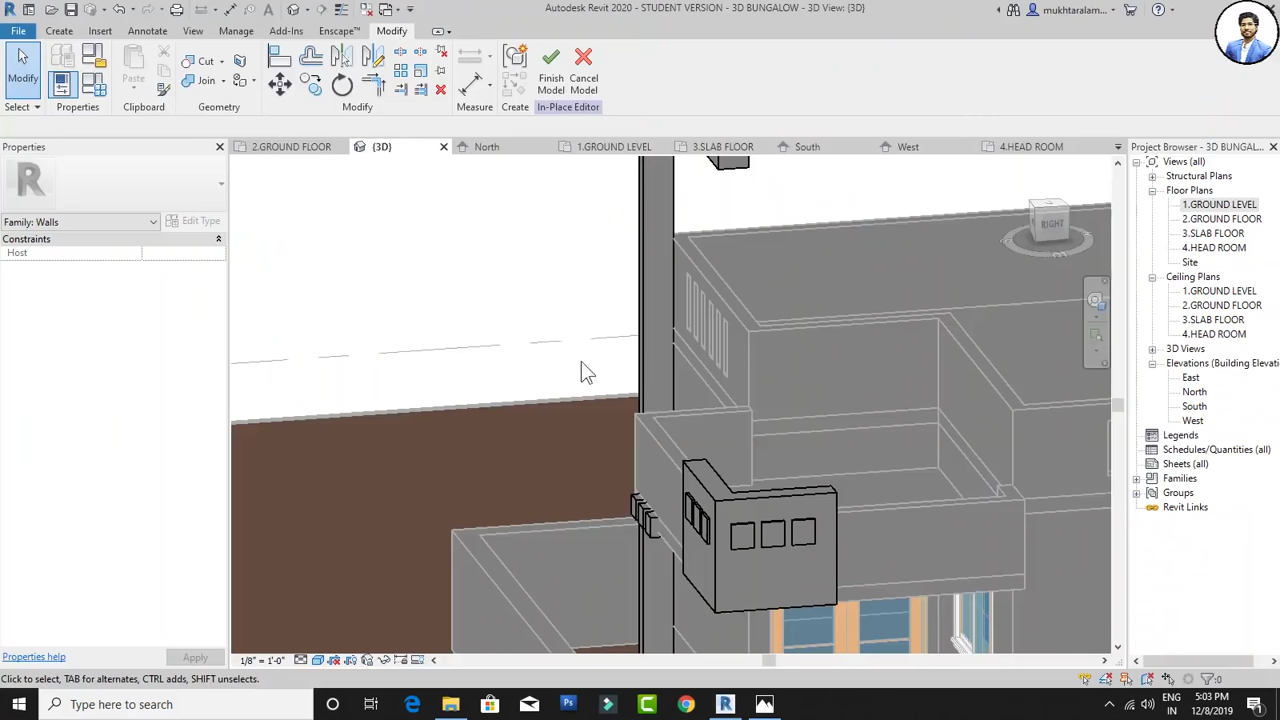 Autodesk Revit 2020 - STUDENT VERSION - 3D BUNGALOW - 3D View: {3D}
mukhtaralam...
File Create Insert Annotate View Manage Add-Ins Enscape™ Modify
Modify
Paste
Cut
Join
Finish Model
Cancel Model
Select Properties Clipboard Geometry Modify Measure Create In-Place Editor
Properties
2.GROUND FLOOR {3D} North 1.GROUND LEVEL 3.SLAB FLOOR South West 4.HEAD ROOM
Project Browser - 3D BUNGAL...
R
Family: Walls
Edit Type
Constraints
Host
RIGHT
Views (all)
Structural Plans
Floor Plans
1.GROUND LEVEL
2.GROUND FLOOR
3.SLAB FLOOR
4.HEAD ROOM
Site
Ceiling Plans
1.GROUND LEVEL
2.GROUND FLOOR
3.SLAB FLOOR
4.HEAD ROOM
3D Views
Elevations (Building Elevati
East
North
South
West
Legends
Schedules/Quantities (all)
Sheets (all)
Families
Groups
Revit Links
Properties help
Apply
1/8" = 1'-0"
Click to select, TAB for alternates, CTRL adds, SHIFT unselects.
:0
Type here to search
ENG
IN
5:03 PM
12/8/2019